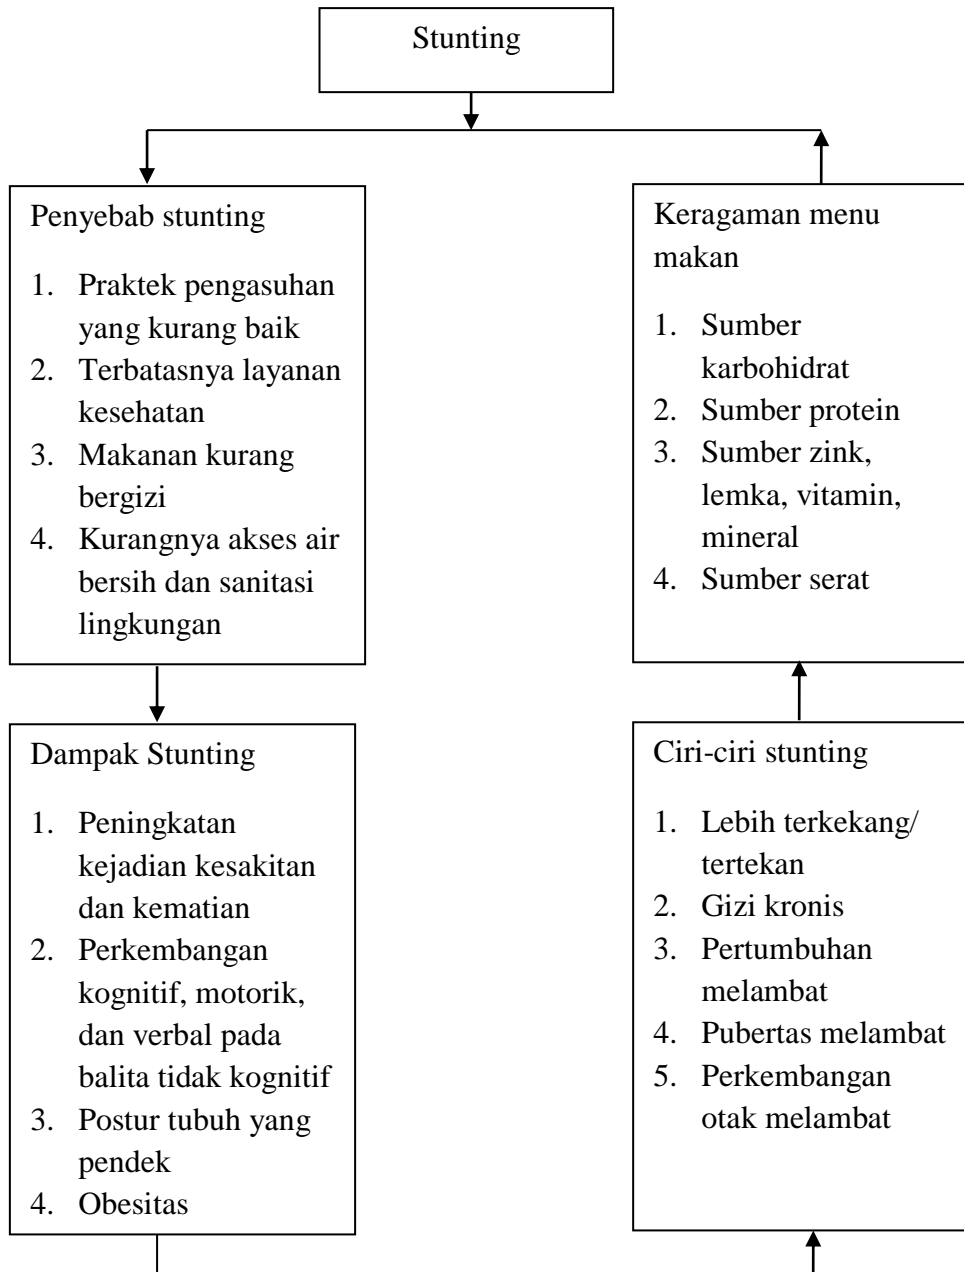 Stunting
Penyebab stunting
1. Praktek pengasuhan
yang kurang baik
2. Terbatasnya layanan
kesehatan
3. Makanan kurang
bergizi
4. Kurangnya akses air
bersih dan sanitasi
lingkungan
Keragaman menu
makan
1. Sumber
karbohidrat
2. Sumber protein
3. Sumber zink,
lemka, vitamin,
mineral
4. Sumber serat
Dampak Stunting
1. Peningkatan
kejadian kesakitan
dan kematian
2. Perkembangan
kognitif, motorik,
dan verbal pada
balita tidak kognitif
3. Postur tubuh yang
pendek
4. Obesitas
Ciri-ciri stunting
1. Lebih terkekang/
tertekan
2. Gizi kronis
3. Pertumbuhan
melambat
4. Pubertas melambat
5. Perkembangan
otak melambat